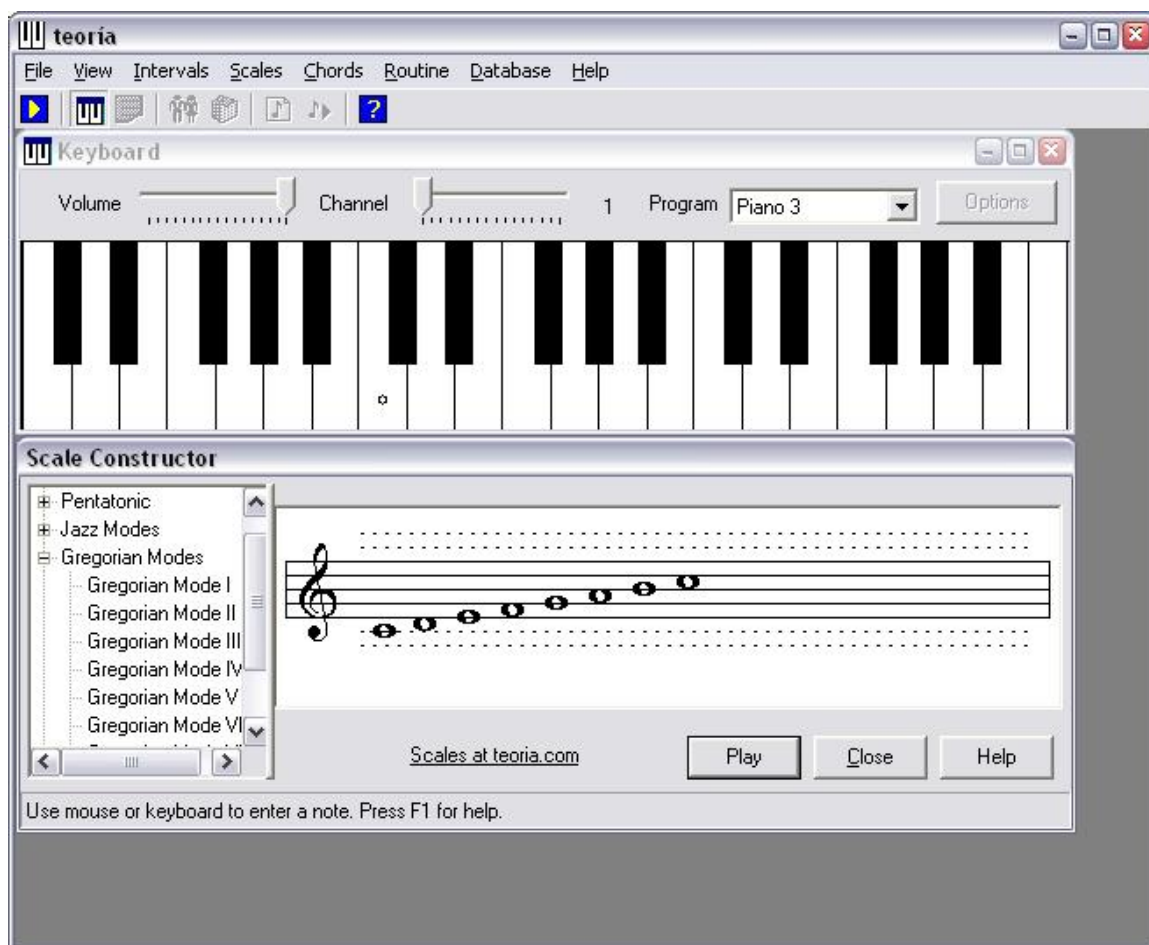 teoría
File View Intervals Scales Chords Routine Database Help
?
Keyboard
Volume Channel 1 Program Piano 3 Options
Scale Constructor
Pentatonic
Jazz Modes
Gregorian Modes
Gregorian Mode I
Gregorian Mode II
Gregorian Mode III
Gregorian Mode IV
Gregorian Mode V
Gregorian Mode VI
Scales at teoria.com Play Close Help
Use mouse or keyboard to enter a note. Press F1 for help.